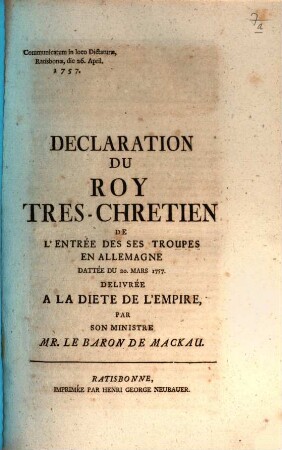 Communicatum in loco Dictaturæ,
Ratisbonæ, die 26. April.
1757.
DECLARATION
DU
ROY
TRES-CHRETIEN
DE
L'ENTRÈE DES SES TROUPES
EN ALLEMAGNE
DATTÉE DU 20. MARS 1757.
DELIVRÉE
A LA DIETE DE L'EMPIRE,
PAR
SON MINISTRE
MR. LE BARON DE MACKAU.
RATISBONNE,
IMPRIMÉE PAR HENRI GEORGE NEUBAUER.